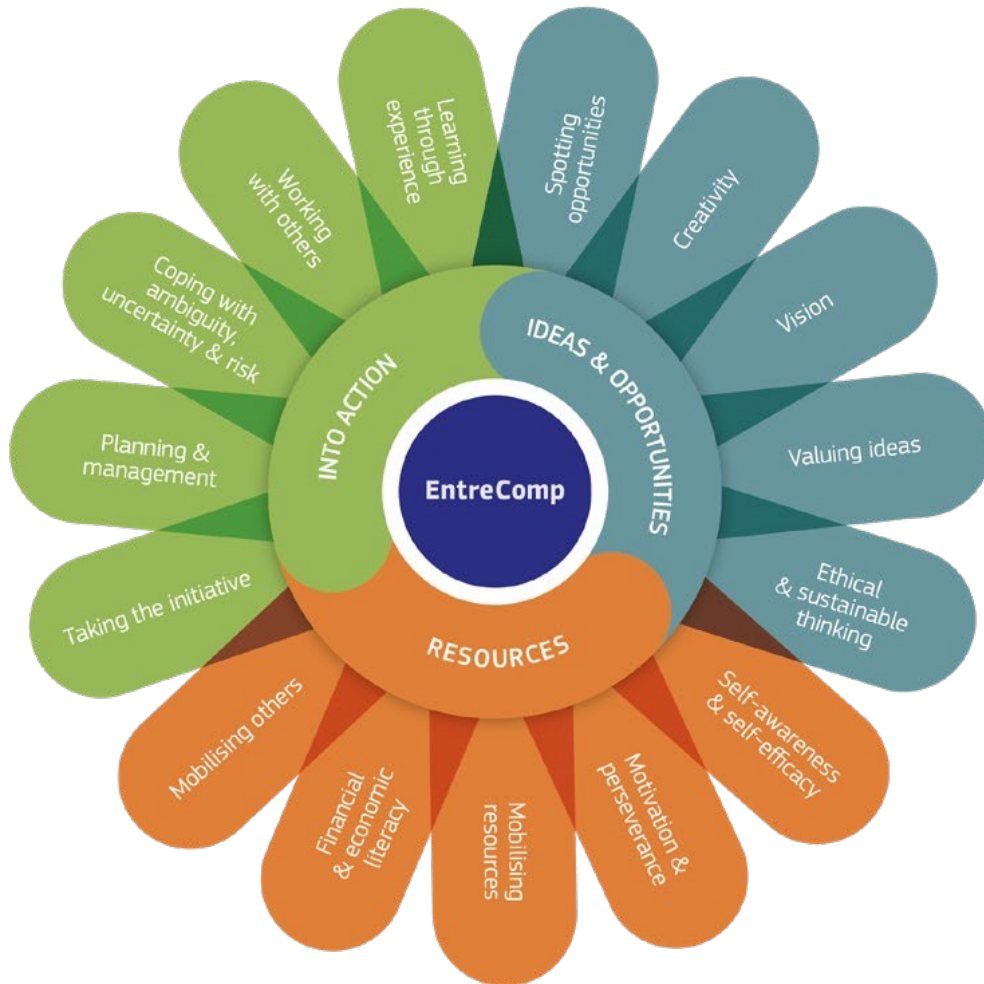 EntreComp
IDEAS & OPPORTUNITIES
Spotting
opportunities
Creativity
Vision
Valuing ideas
Ethical
& sustainable
thinking
RESOURCES
Self-awareness
& self-efficacy
Motivation &
perseverance
Mobilising
resources
Financial
& economic
literacy
Mobilising others
INTO ACTION
Taking the initiative
Planning &
management
Coping with
ambiguity,
uncertainty & risk
Working
with others
Learning
through
experience